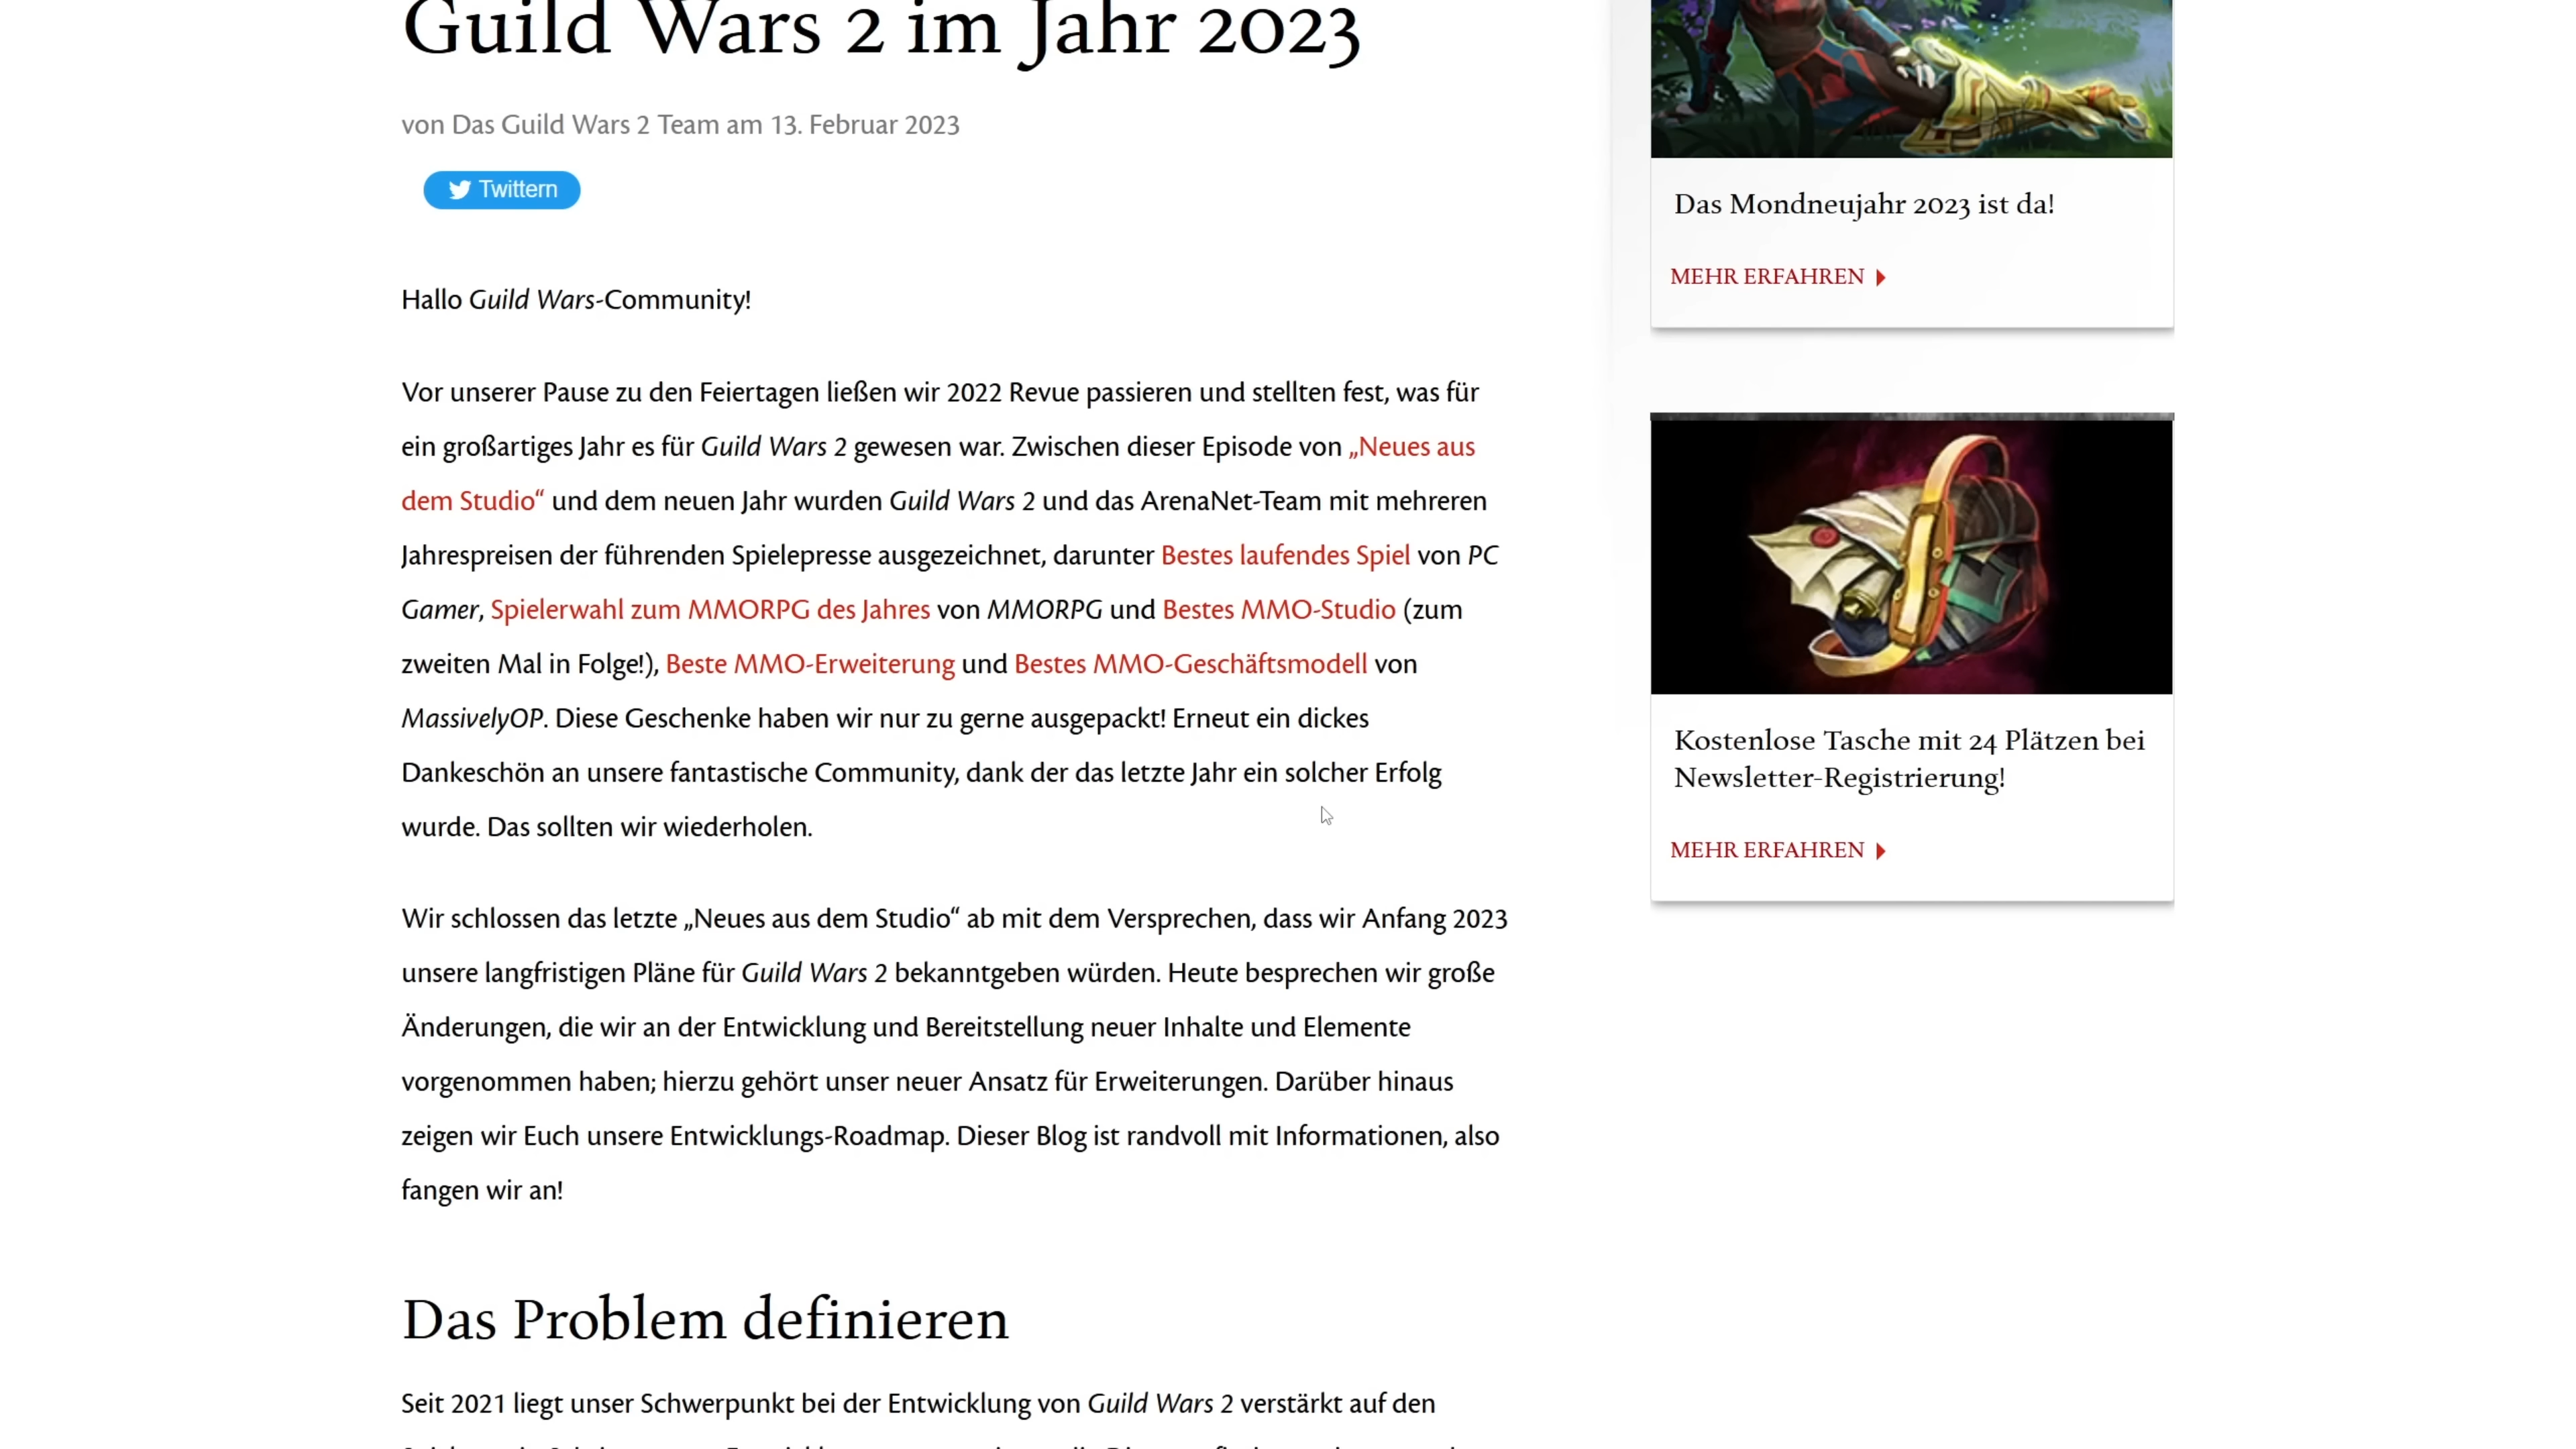 Guild Wars 2 im Jahr 2023
von Das Guild Wars 2 Team am 13. Februar 2023
Twittern
Hallo Guild Wars-Community!
Vor unserer Pause zu den Feiertagen ließen wir 2022 Revue passieren und stellten fest, was für
ein großartiges Jahr es für Guild Wars 2 gewesen war. Zwischen dieser Episode von „Neues aus
dem Studio“ und dem neuen Jahr wurden Guild Wars 2 und das ArenaNet-Team mit mehreren
Jahrespreisen der führenden Spielepresse ausgezeichnet, darunter Bestes laufendes Spiel von PC
Gamer, Spielerwahl zum MMORPG des Jahres von MMORPG und Bestes MMO-Studio (zum
zweiten Mal in Folge!), Beste MMO-Erweiterung und Bestes MMO-Geschäftsmodell von
MassivelyOP. Diese Geschenke haben wir nur zu gerne ausgepackt! Erneut ein dickes
Dankeschön an unsere fantastische Community, dank der das letzte Jahr ein solcher Erfolg
wurde. Das sollten wir wiederholen.
Wir schlossen das letzte „Neues aus dem Studio“ ab mit dem Versprechen, dass wir Anfang 2023
unsere langfristigen Pläne für Guild Wars 2 bekanntgeben würden. Heute besprechen wir große
Änderungen, die wir an der Entwicklung und Bereitstellung neuer Inhalte und Elemente
vorgenommen haben; hierzu gehört unser neuer Ansatz für Erweiterungen. Darüber hinaus
zeigen wir Euch unsere Entwicklungs-Roadmap. Dieser Blog ist randvoll mit Informationen, also
fangen wir an!
Das Problem definieren
Seit 2021 liegt unser Schwerpunkt bei der Entwicklung von Guild Wars 2 verstärkt auf den
Das Mondneujahr 2023 ist da!
MEHR ERFAHREN
Kostenlose Tasche mit 24 Plätzen bei
Newsletter-Registrierung!
MEHR ERFAHREN